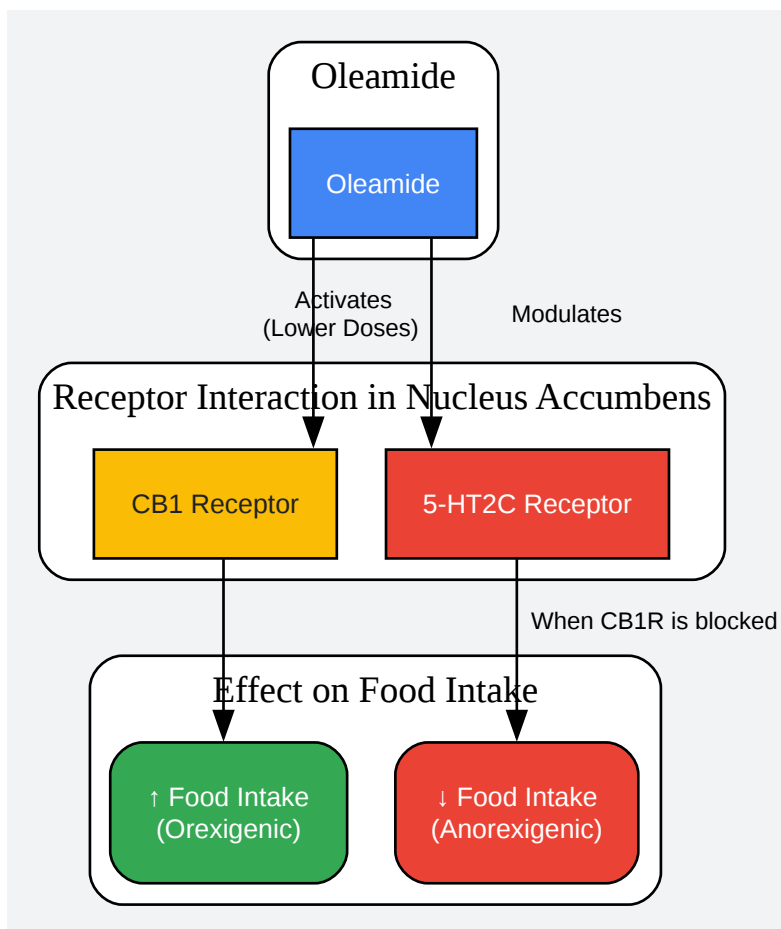 Oleamide
Oleamide
Activates
(Lower Doses)
Modulates
Receptor Interaction in Nucleus Accumbens
CB1 Receptor
5-HT2C Receptor
When CB1R is blocked
Effect on Food Intake
↑ Food Intake
(Orexigenic)
↓ Food Intake
(Anorexigenic)